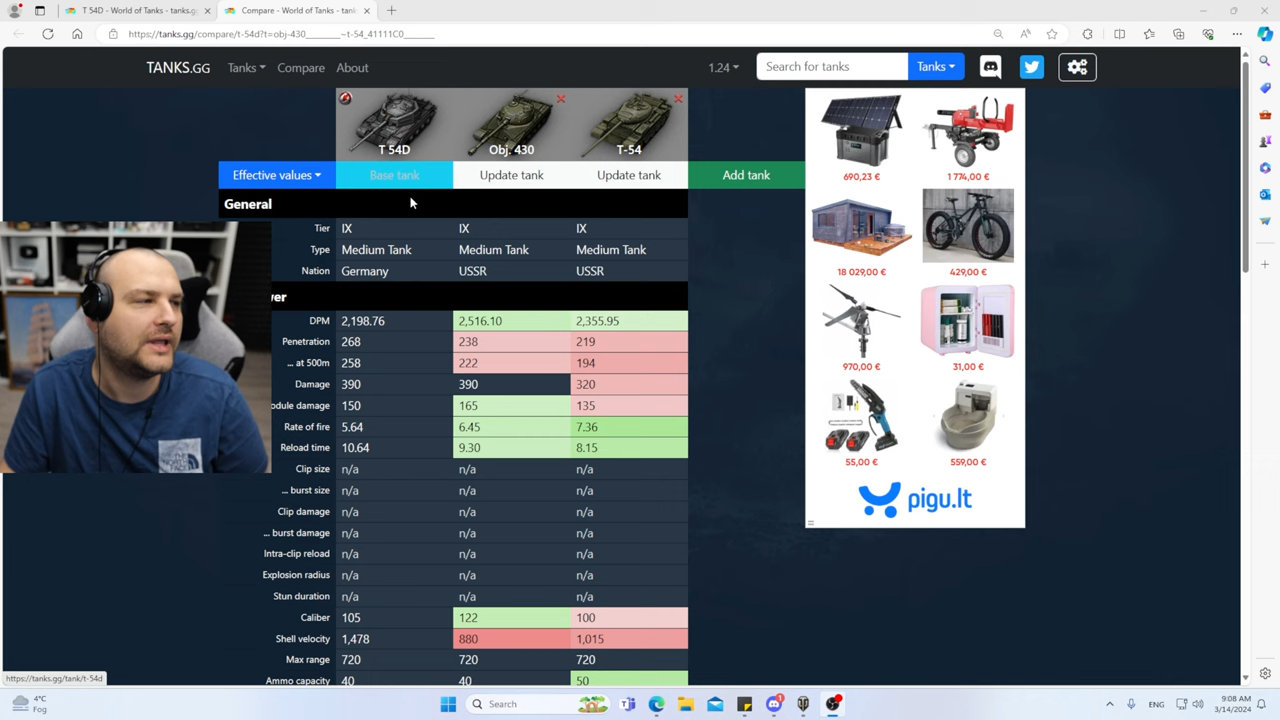 T 54D - World of Tanks - tanks.gg
Compare - World of Tanks - tank
https://tanks.gg/compare/t-54d?t=obj-430________~t-54_41111C0______
TANKS.GG
Tanks
Compare
About
1.24
Search for tanks
Tanks
T 54D
Obj. 430
T-54
Effective values
Base tank
Update tank
Update tank
Add tank
General
Tier IX IX IX
Type Medium Tank Medium Tank Medium Tank
Nation Germany USSR USSR
DPM 2,198.76 2,516.10 2,355.95
Penetration 268 238 219
... at 500m 258 222 194
Damage 390 390 320
odule damage 150 165 135
Rate of fire 5.64 6.45 7.36
Reload time 10.64 9.30 8.15
Clip size n/a n/a n/a
... burst size n/a n/a n/a
Clip damage n/a n/a n/a
... burst damage n/a n/a n/a
Intra-clip reload n/a n/a n/a
Explosion radius n/a n/a n/a
Stun duration n/a n/a n/a
Caliber 105 122 100
Shell velocity 1,478 880 1,015
Max range 720 720 720
Ammo capacity 40 40 50
690,23 €
1 774,00 €
18 029,00 €
429,00 €
970,00 €
31,00 €
55,00 €
559,00 €
pigu.lt
https://tanks.gg/tank/t-54d
4°C
Fog
Search
ENG
9:08 AM
3/14/2024